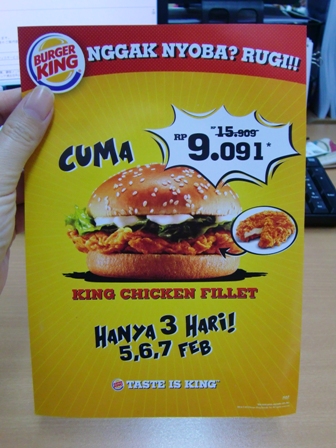 BURGER KING
NGGAK NYOBA? RUGI!!
CUMA
RP 15.909
9.091*
KING CHICKEN FILLET
HANYA 3 HARI!
5,6,7 FEB
TASTE IS KING